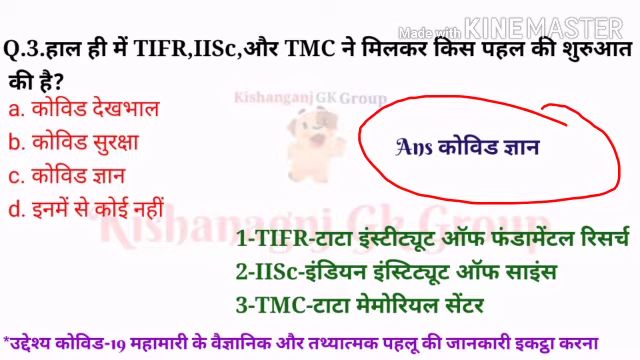 Made with KINEMASTER
Q.3.हाल ही में TIFR,IISc,और TMC ने मिलकर किस पहल की शुरुआत
की है?
Kishanganj GK Group
a. कोविड देखभाल
b. कोविड सुरक्षा
c. कोविड ज्ञान
d. इनमें से कोई नहीं
Ans कोविड ज्ञान
Kishanagnj Gk Group
1-TIFR-टाटा इंस्टीट्यूट ऑफ फंडामेंटल रिसर्च
2-IISc-इंडियन इंस्टिट्यूट ऑफ साइंस
3-TMC-टाटा मेमोरियल सेंटर
*उद्देश्य कोविड-19 महामारी के वैज्ञानिक और तथ्यात्मक पहलू की जानकारी इकट्ठा करना